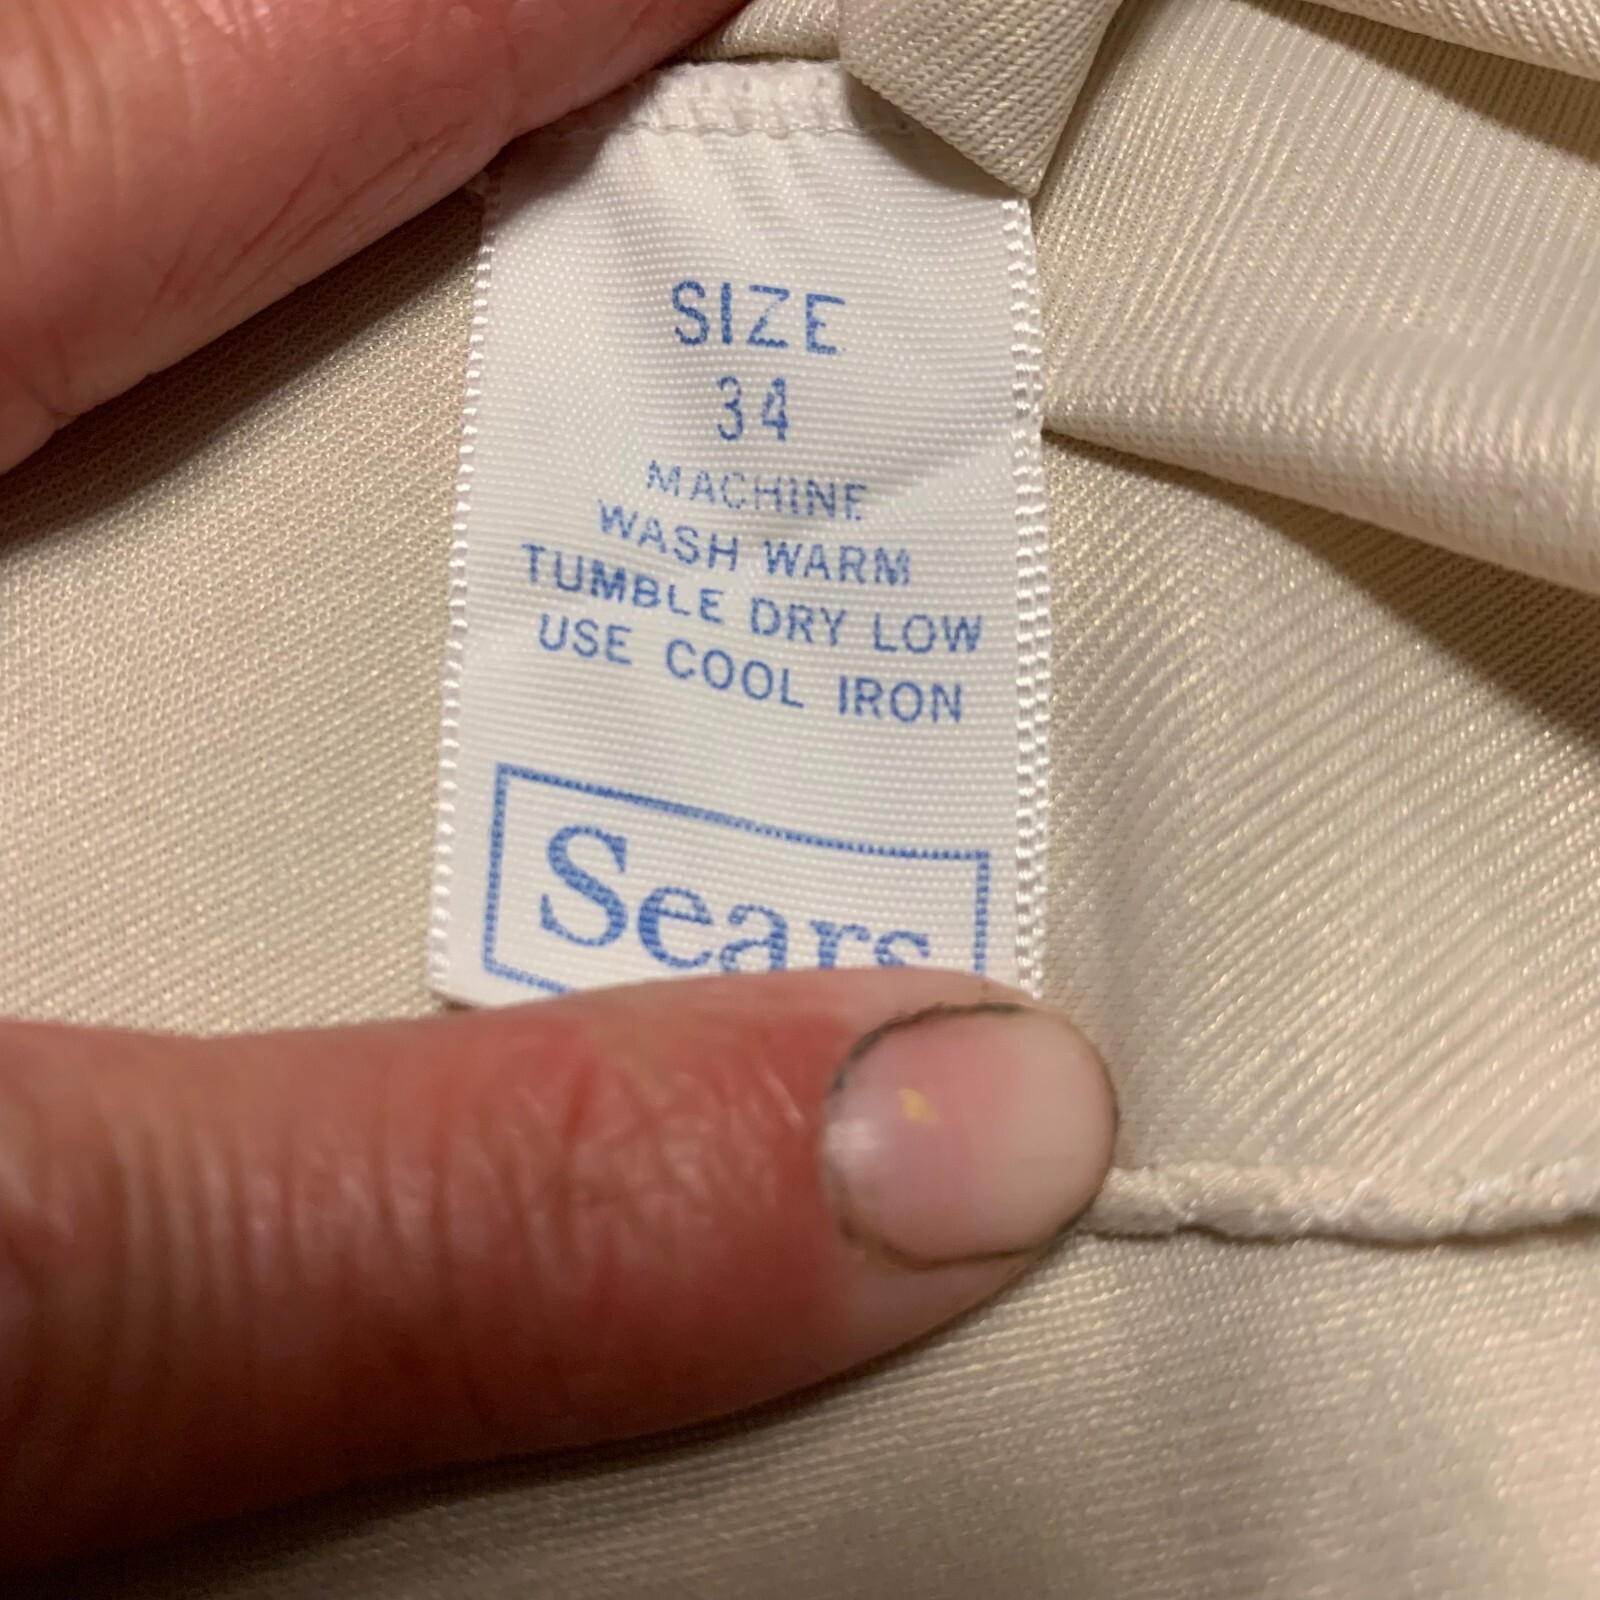 SIZE
34
MACHINE
WASH WARM
TUMBLE DRY LOW
USE COOL IRON
Sears